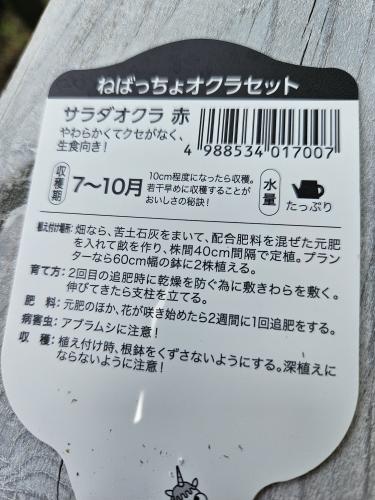 ねばっちょオクラセット
サラダオクラ 赤
やわらかくてクセがなく、
生食向き!
4 988534 017007
収穫期
7〜10月
10cm程度になったら収穫。
若干早めに収穫することが
おいしさの秘訣!
水量
たっぷり
植え付け場所:畑なら、苦土石灰をまいて、配合肥料を混ぜた元肥
を入れて畝を作り、株間40cm間隔で定植。プラン
ターなら60cm幅の鉢に2株植える。
育て方:2回目の追肥時に乾燥を防ぐ為に敷きわらを敷く。
伸びてきたら支柱を立てる。
肥 料:元肥のほか、花が咲き始めたら2週間に1回追肥をする。
病害虫:アブラムシに注意!
収 穫:植え付け時、根鉢をくずさないようにする。深植えに
ならないように注意!